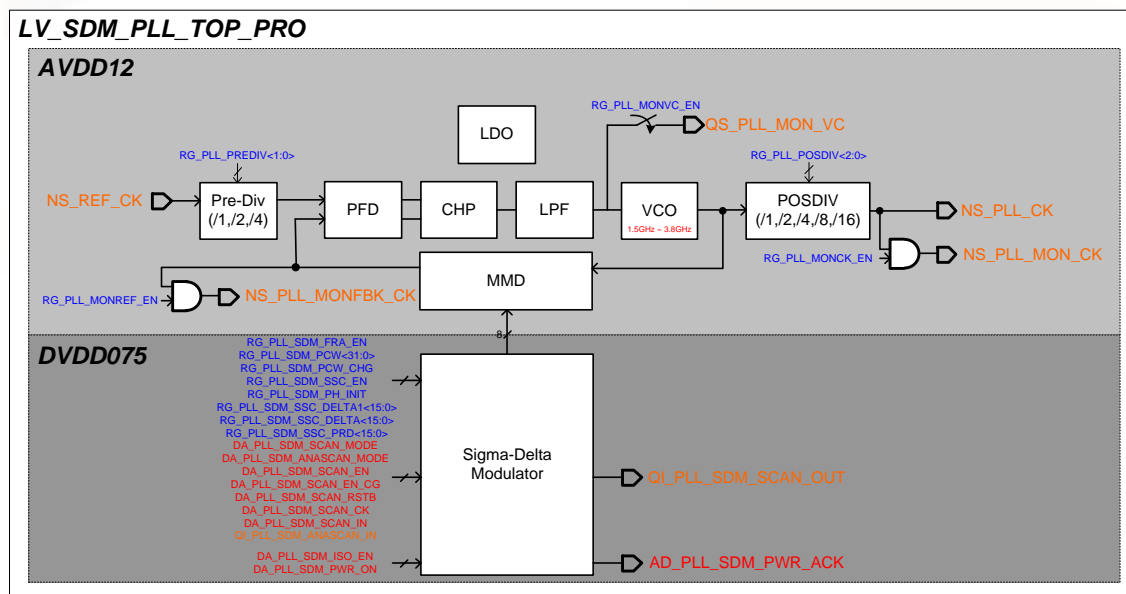 LV_SDM_PLL_TOP_PRO
AVDD12
RG_PLL_MONVC_EN
QS_PLL_MON_VC
LDO
RG_PLL_PREDIV<1:0>
RG_PLL_POSDIV<2:0>
NS_REF_CK
Pre-Div
(/1,/2,/4)
PFD
CHP
LPF
VCO
1.5GHz ~ 3.8GHz
POSDIV
(/1,/2,/4,/8,/16)
NS_PLL_CK
RG_PLL_MONCK_EN
NS_PLL_MON_CK
MMD
RG_PLL_MONREF_EN
NS_PLL_MONFBK_CK
8
DVDD075
RG_PLL_SDM_FRA_EN
RG_PLL_SDM_PCW<31:0>
RG_PLL_SDM_PCW_CHG
RG_PLL_SDM_SSC_EN
RG_PLL_SDM_PH_INIT
RG_PLL_SDM_SSC_DELTA1<15:0>
RG_PLL_SDM_SSC_DELTA<15:0>
RG_PLL_SDM_SSC_PRD<15:0>
DA_PLL_SDM_SCAN_MODE
DA_PLL_SDM_ANASCAN_MODE
DA_PLL_SDM_SCAN_EN
DA_PLL_SDM_SCAN_EN_CG
DA_PLL_SDM_SCAN_RSTB
DA_PLL_SDM_SCAN_CK
DA_PLL_SDM_SCAN_IN
QI_PLL_SDM_ANASCAN_IN
DA_PLL_SDM_ISO_EN
DA_PLL_SDM_PWR_ON
Sigma-Delta
Modulator
QI_PLL_SDM_SCAN_OUT
AD_PLL_SDM_PWR_ACK